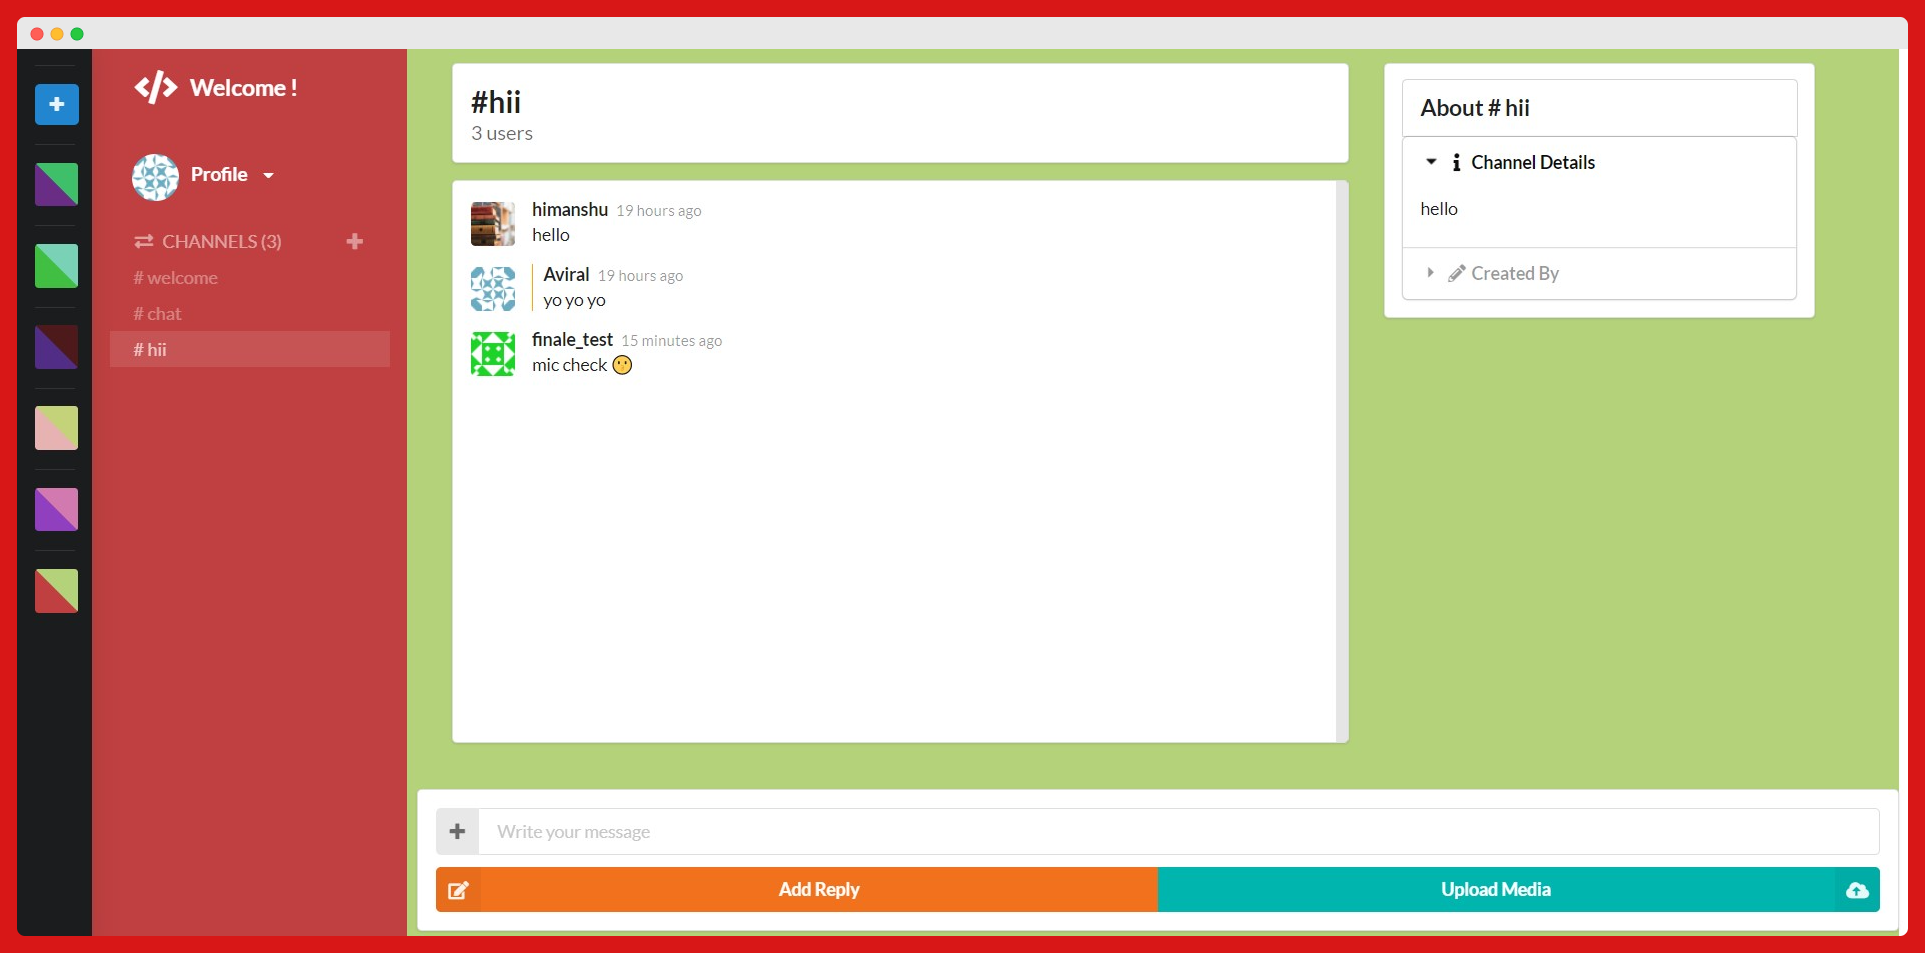 Welcome !
Profile
CHANNELS (3)
# welcome
# chat
# hii
#hii
3 users
himanshu 19 hours ago
hello
Aviral 19 hours ago
yo yo yo
finale_test 15 minutes ago
mic check 😗
About # hii
Channel Details
hello
Created By
Write your message
Add Reply
Upload Media